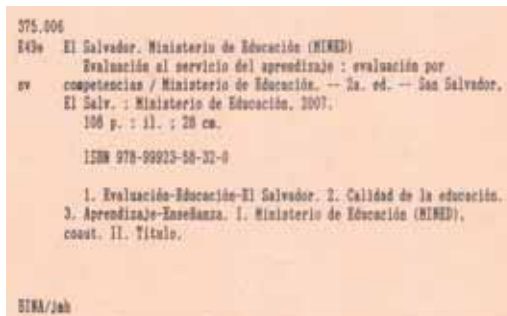 375.006
E43e El Salvador. Ministerio de Educación (MINED)
Evaluación al servicio del aprendizaje : evaluación por
sv competencias / Ministerio de Educación. -- 2a. ed. -- San Salvador,
El Salv. : Ministerio de Educación, 2007.
108 p. : il. ; 28 cm.
ISBN 978-99923-58-32-0
1. Evaluación-Educación-El Salvador. 2. Calidad de la educación.
3. Aprendizaje-Enseñanza. I. Ministerio de Educación (MINED),
coaut. II. Título.
BINA/jmh